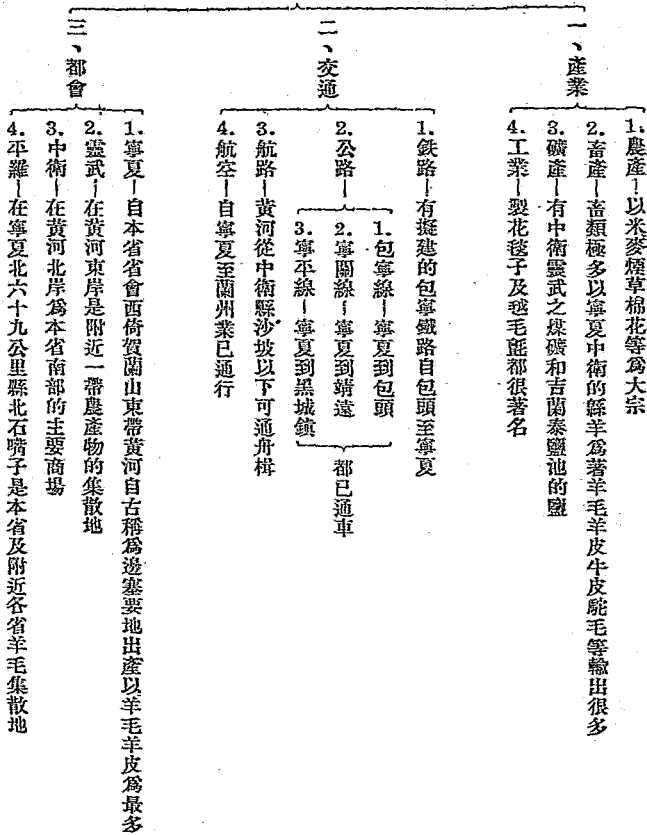 一、產業
1.農產—以米麥煙草棉花等爲大宗
2.畜產—畜類極多以寧夏中衛的緜羊爲著羊毛羊皮牛皮駝毛等輸出很多
3.礦產—有中衛靈武之煤礦和吉蘭泰鹽池的鹽
4.工業—製花毯子及毬毛氈都很著名
二、交通
1.鉄路—有擬建的包寧鐵路自包頭至寧夏
2.公路—
1.包寧線—寧夏到包頭
2.寧關線—寧夏到靖遠
3.寧平線—寧夏到黑城鎮
都已通車
3.航路—黃河從中衛縣沙坡以下可通舟楫
4.航空—自寧夏至蘭州業已通行
三、都會
1.寧夏—自本省省會西倚賀蘭山東帶黃河自古稱爲邊塞要地出產以羊毛羊皮爲最多
2.靈武—在黃河東岸是附近一帶農產物的集散地
3.中衛—在黃河北岸爲本省南部的主要商場
4.平羅—在寧夏北六十九公里縣北石嘴子是本省及附近各省羊毛集散地